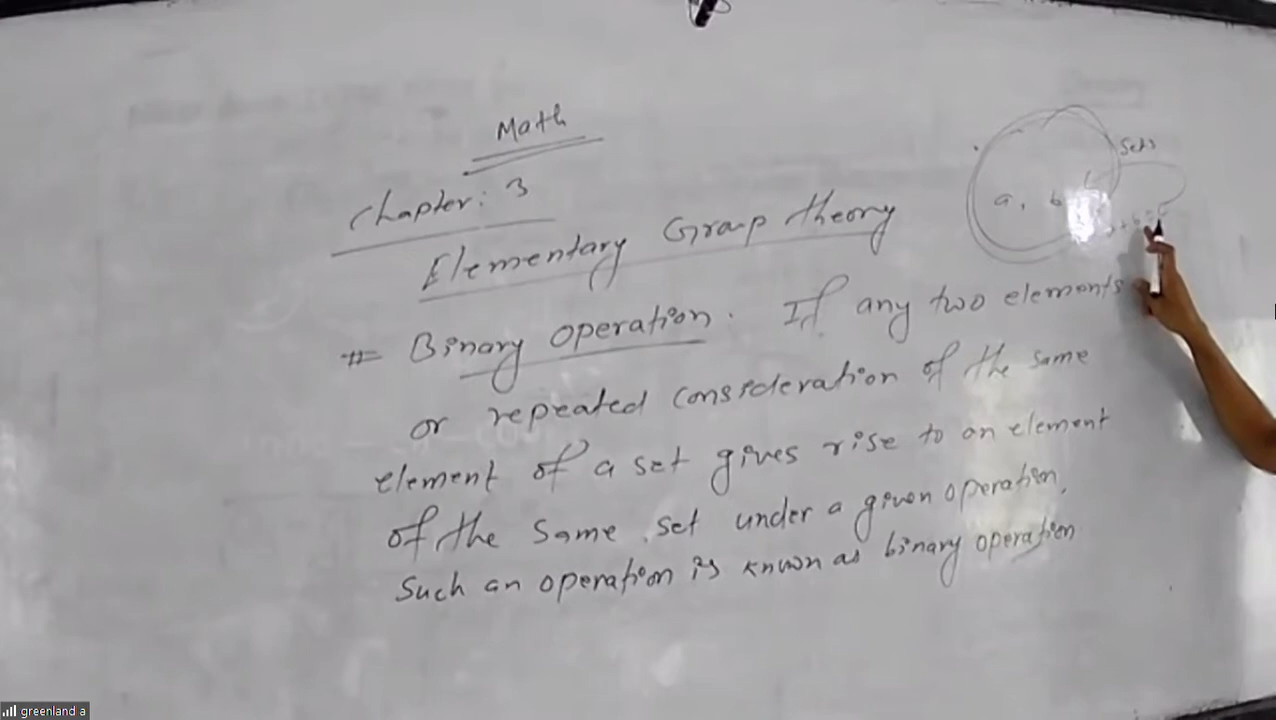 Math
Chapter: 3
Elementary Group theory
Sets
a, b
# Binary operation. If any two elements
or repeated consideration of the same
element of a set gives rise to an element
of the same set under a given operation,
Such an operation is known as binary operation
greenland a